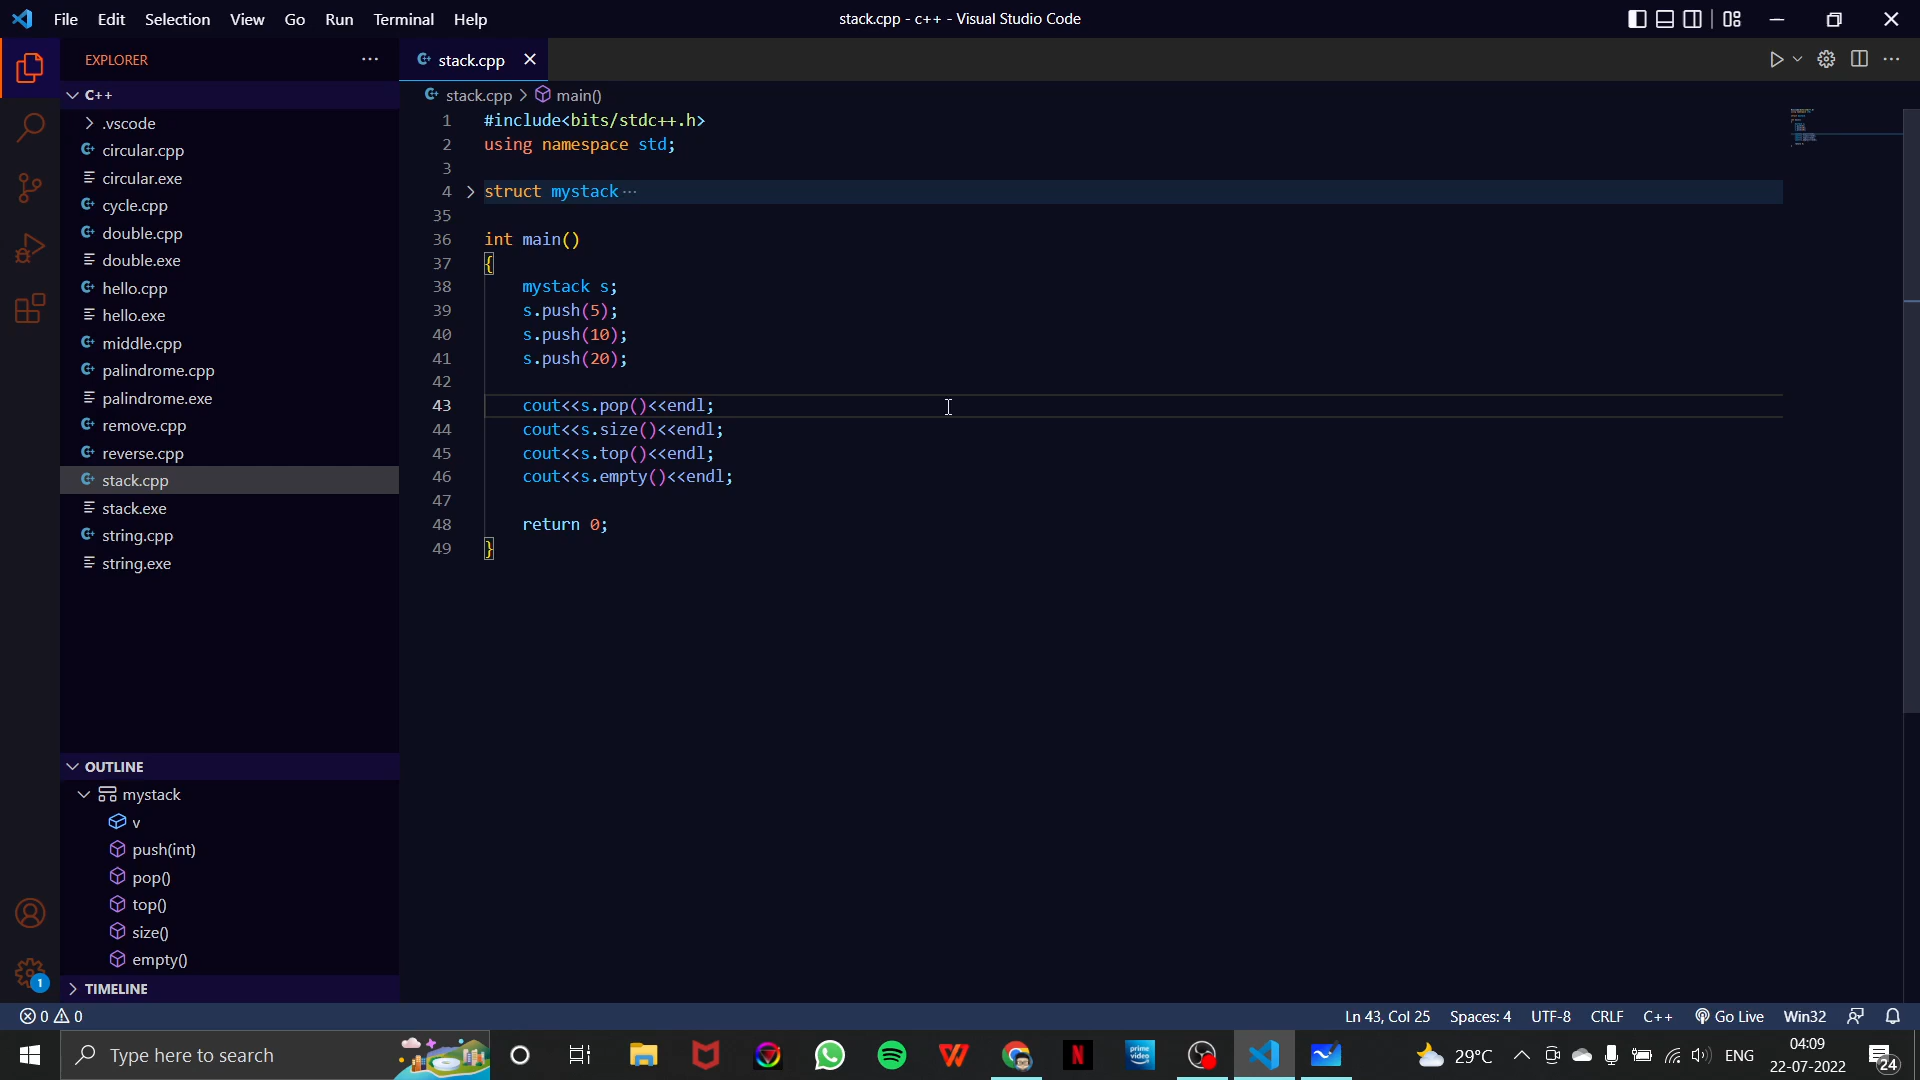 File Edit Selection View Go Run Terminal Help
stack.cpp - c++ - Visual Studio Code
EXPLORER
C++
.vscode
circular.cpp
circular.exe
cycle.cpp
double.cpp
double.exe
hello.cpp
hello.exe
middle.cpp
palindrome.cpp
palindrome.exe
remove.cpp
reverse.cpp
stack.cpp
stack.exe
string.cpp
string.exe
OUTLINE
mystack
v
push(int)
pop()
top()
size()
empty()
TIMELINE
stack.cpp
stack.cpp > main()
1 #include<bits/stdc++.h>
2 using namespace std;
3
4 struct mystack ···
35
36 int main()
37 {
38 mystack s;
39 s.push(5);
40 s.push(10);
41 s.push(20);
42
43 cout<<s.pop()<<endl;
44 cout<<s.size()<<endl;
45 cout<<s.top()<<endl;
46 cout<<s.empty()<<endl;
47
48 return 0;
49 }
1
0 0
Ln 43, Col 25 Spaces: 4 UTF-8 CRLF C++ Go Live Win32
Type here to search
W
N
prime video
29°C
ENG
04:09
22-07-2022
24